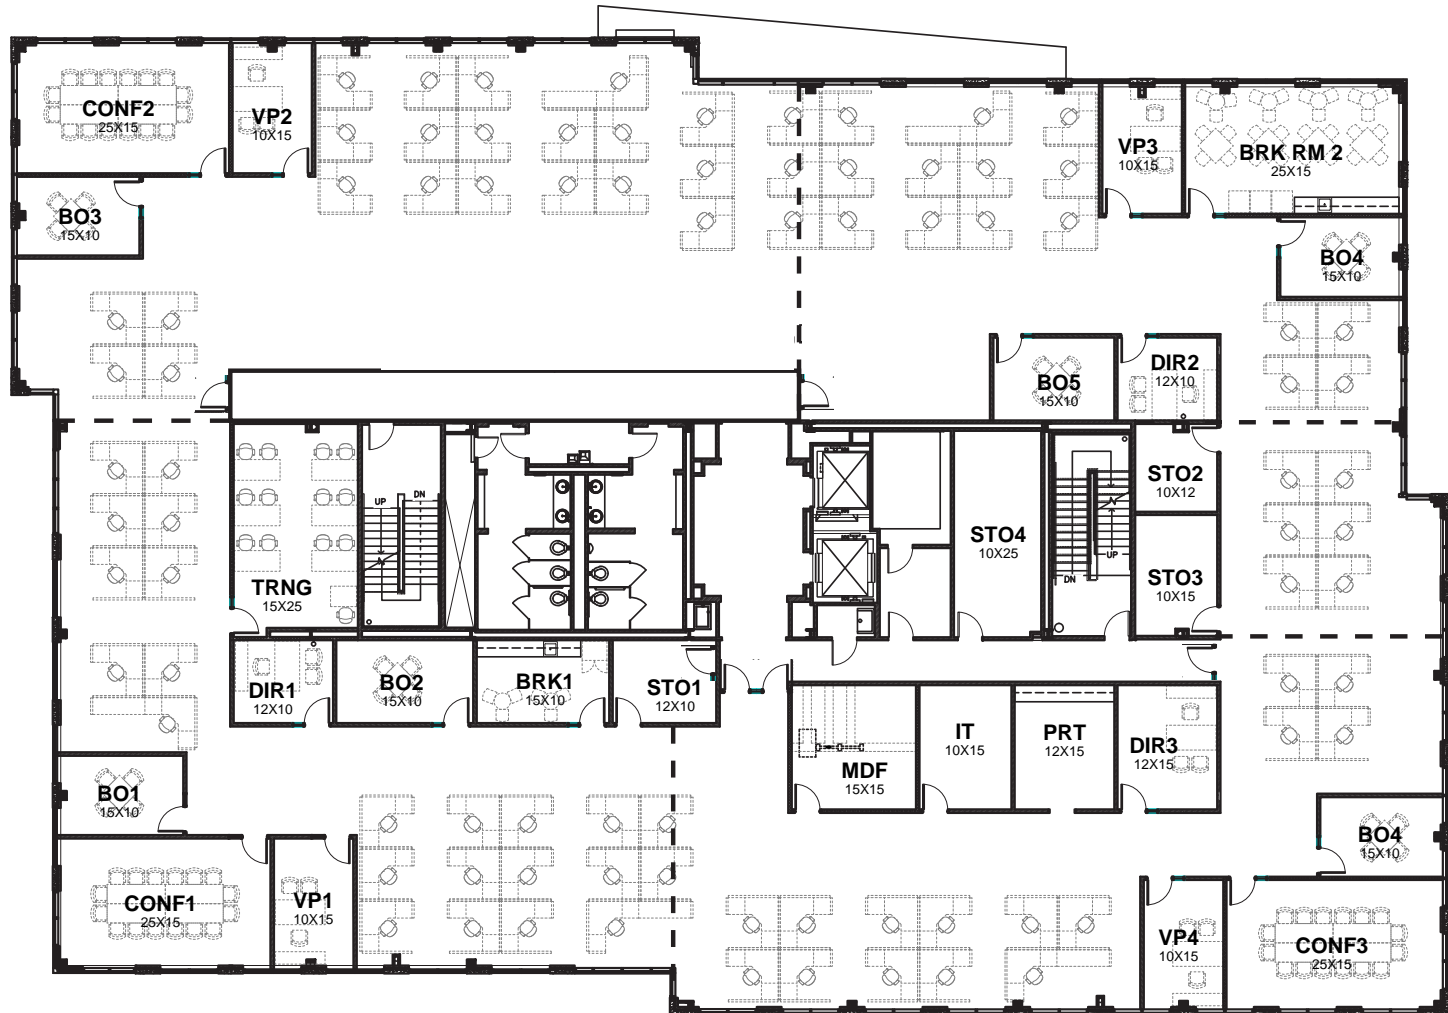 CONF2
25X15
VP2
10X15
VP3
10X15
BRK RM 2
25X15
BO3
15X10
BO4
15X10
BO5
15X10
DIR2
12X10
STO2
10X12
STO4
10X25
STO3
10X15
UP
DN
UP
DN
TRNG
15X25
DIR1
12X10
BO2
15X10
BRK1
15X10
STO1
12X10
IT
10X15
PRT
12X15
DIR3
12X15
MDF
15X15
BO1
15X10
BO4
15X10
CONF1
25X15
VP1
10X15
VP4
10X15
CONF3
25X15